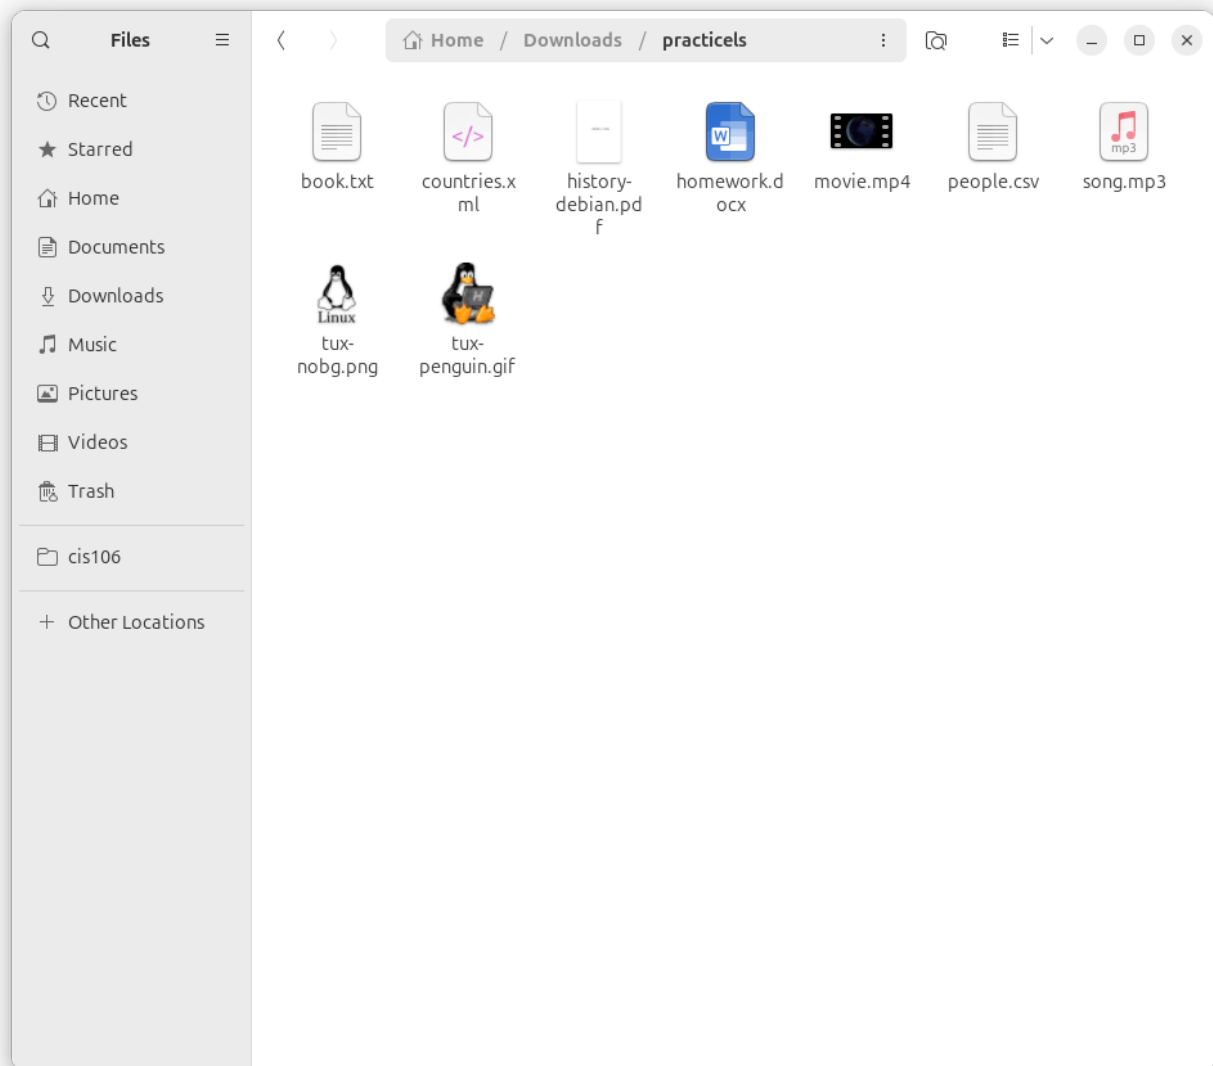 Files
Home / Downloads / practicels
Recent
Starred
Home
Documents
Downloads
Music
Pictures
Videos
Trash
cis106
Other Locations
book.txt
countries.x
ml
history-
debian.pd
f
homework.d
ocx
movie.mp4
people.csv
mp3
song.mp3
Linux
tux-
nobg.png
tux-
penguin.gif